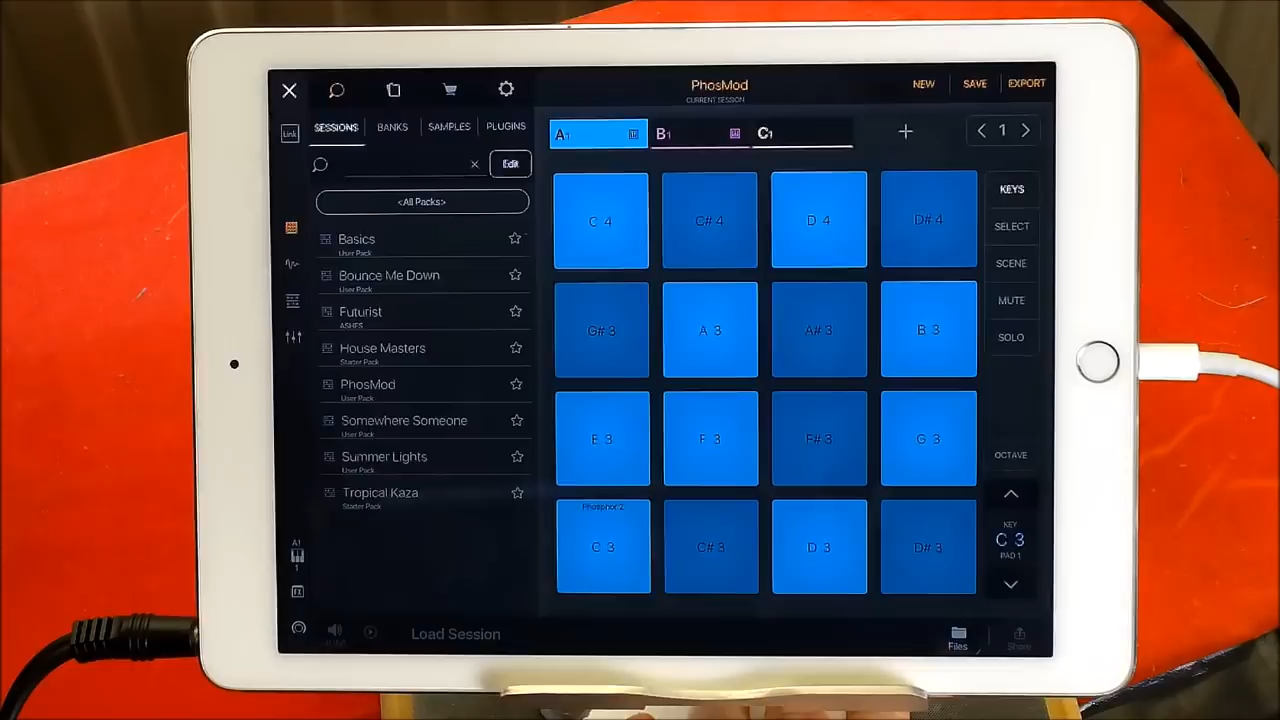 PhosMod
CURRENT SESSION
NEW
SAVE
EXPORT
Link
SESSIONS
BANKS
SAMPLES
PLUGINS
Edit
<All Packs>
Basics
User Pack
Bounce Me Down
User Pack
Futurist
ASHES
House Masters
Starter Pack
PhosMod
User Pack
Somewhere Someone
User Pack
Summer Lights
User Pack
Tropical Kaza
Starter Pack
A1
1
FX
Load Session
A1
B1
C1
1
C 4
C# 4
D 4
D# 4
G# 3
A 3
A# 3
B 3
E 3
F 3
F# 3
G 3
Phosphor 2
C 3
C# 3
D 3
D# 3
KEYS
SELECT
SCENE
MUTE
SOLO
OCTAVE
KEY
C 3
PAD 1
Files
Share